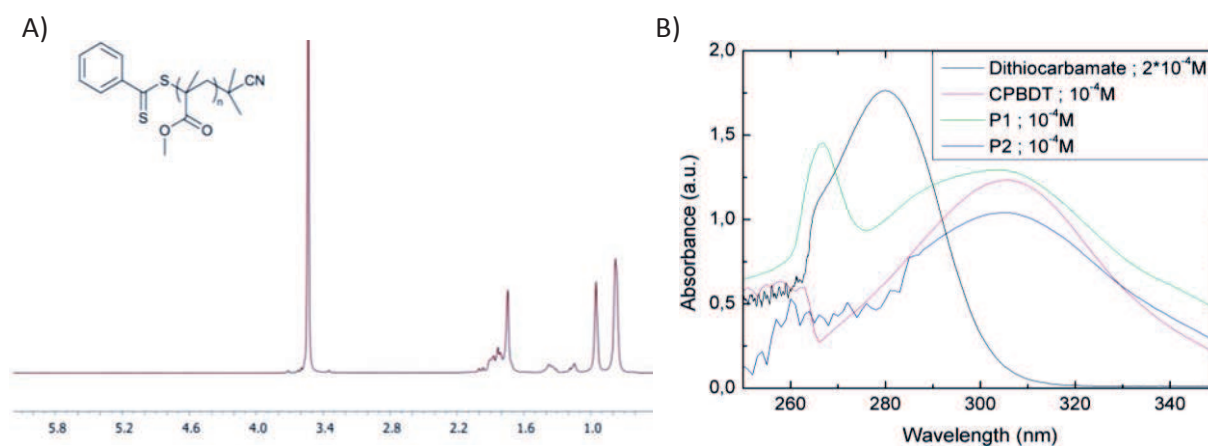 A)
S
n
CN
S
O
O
5.8 5.2 4.6 4.0 3.4 2.8 2.2 1.6 1.0
B)
Dithiocarbamate ; 2*10⁻⁴M
CPBDT ; 10⁻⁴M
P1 ; 10⁻⁴M
P2 ; 10⁻⁴M
2,0
1,5
1,0
0,5
0,0
Absorbance (a.u.)
260 280 300 320 340
Wavelength (nm)